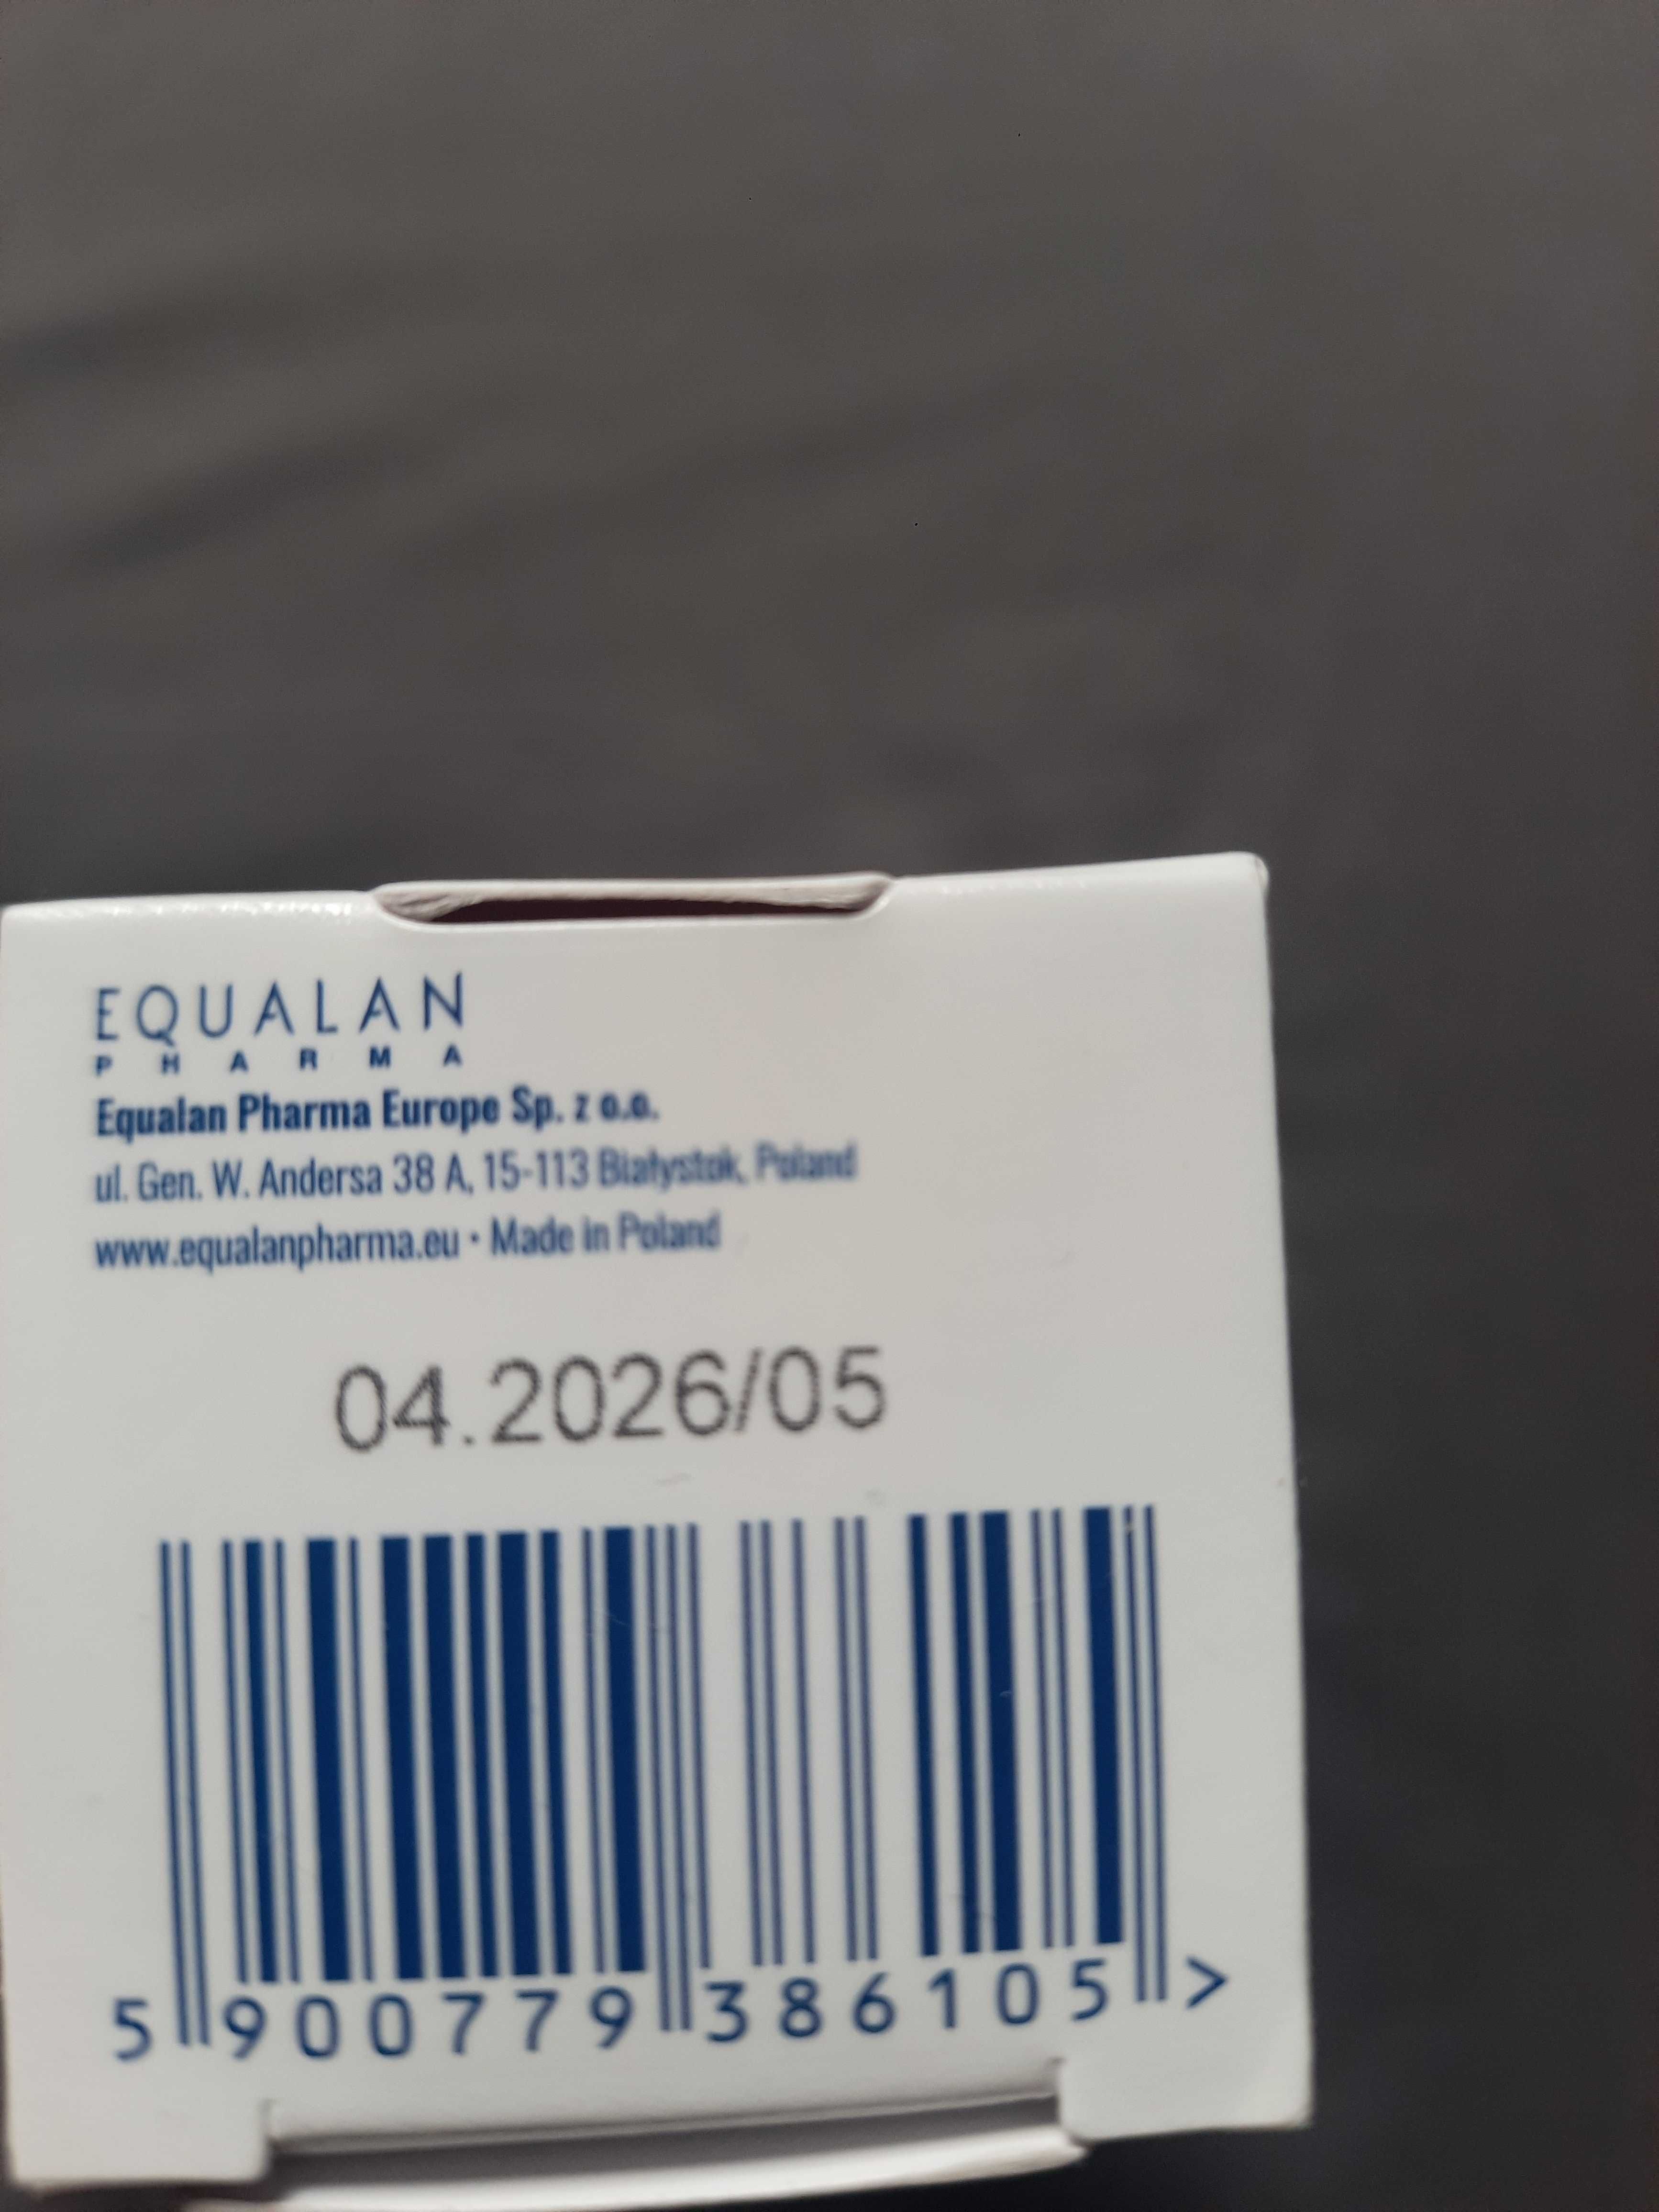 EQUALAN
PHARMA
Equalan Pharma Europe Sp. z o.o.
ul. Gen. W. Andersa 38 A, 15-113 Białystok, Poland
www.equalanpharma.eu • Made in Poland
04.2026/05
5 900779 386105 >